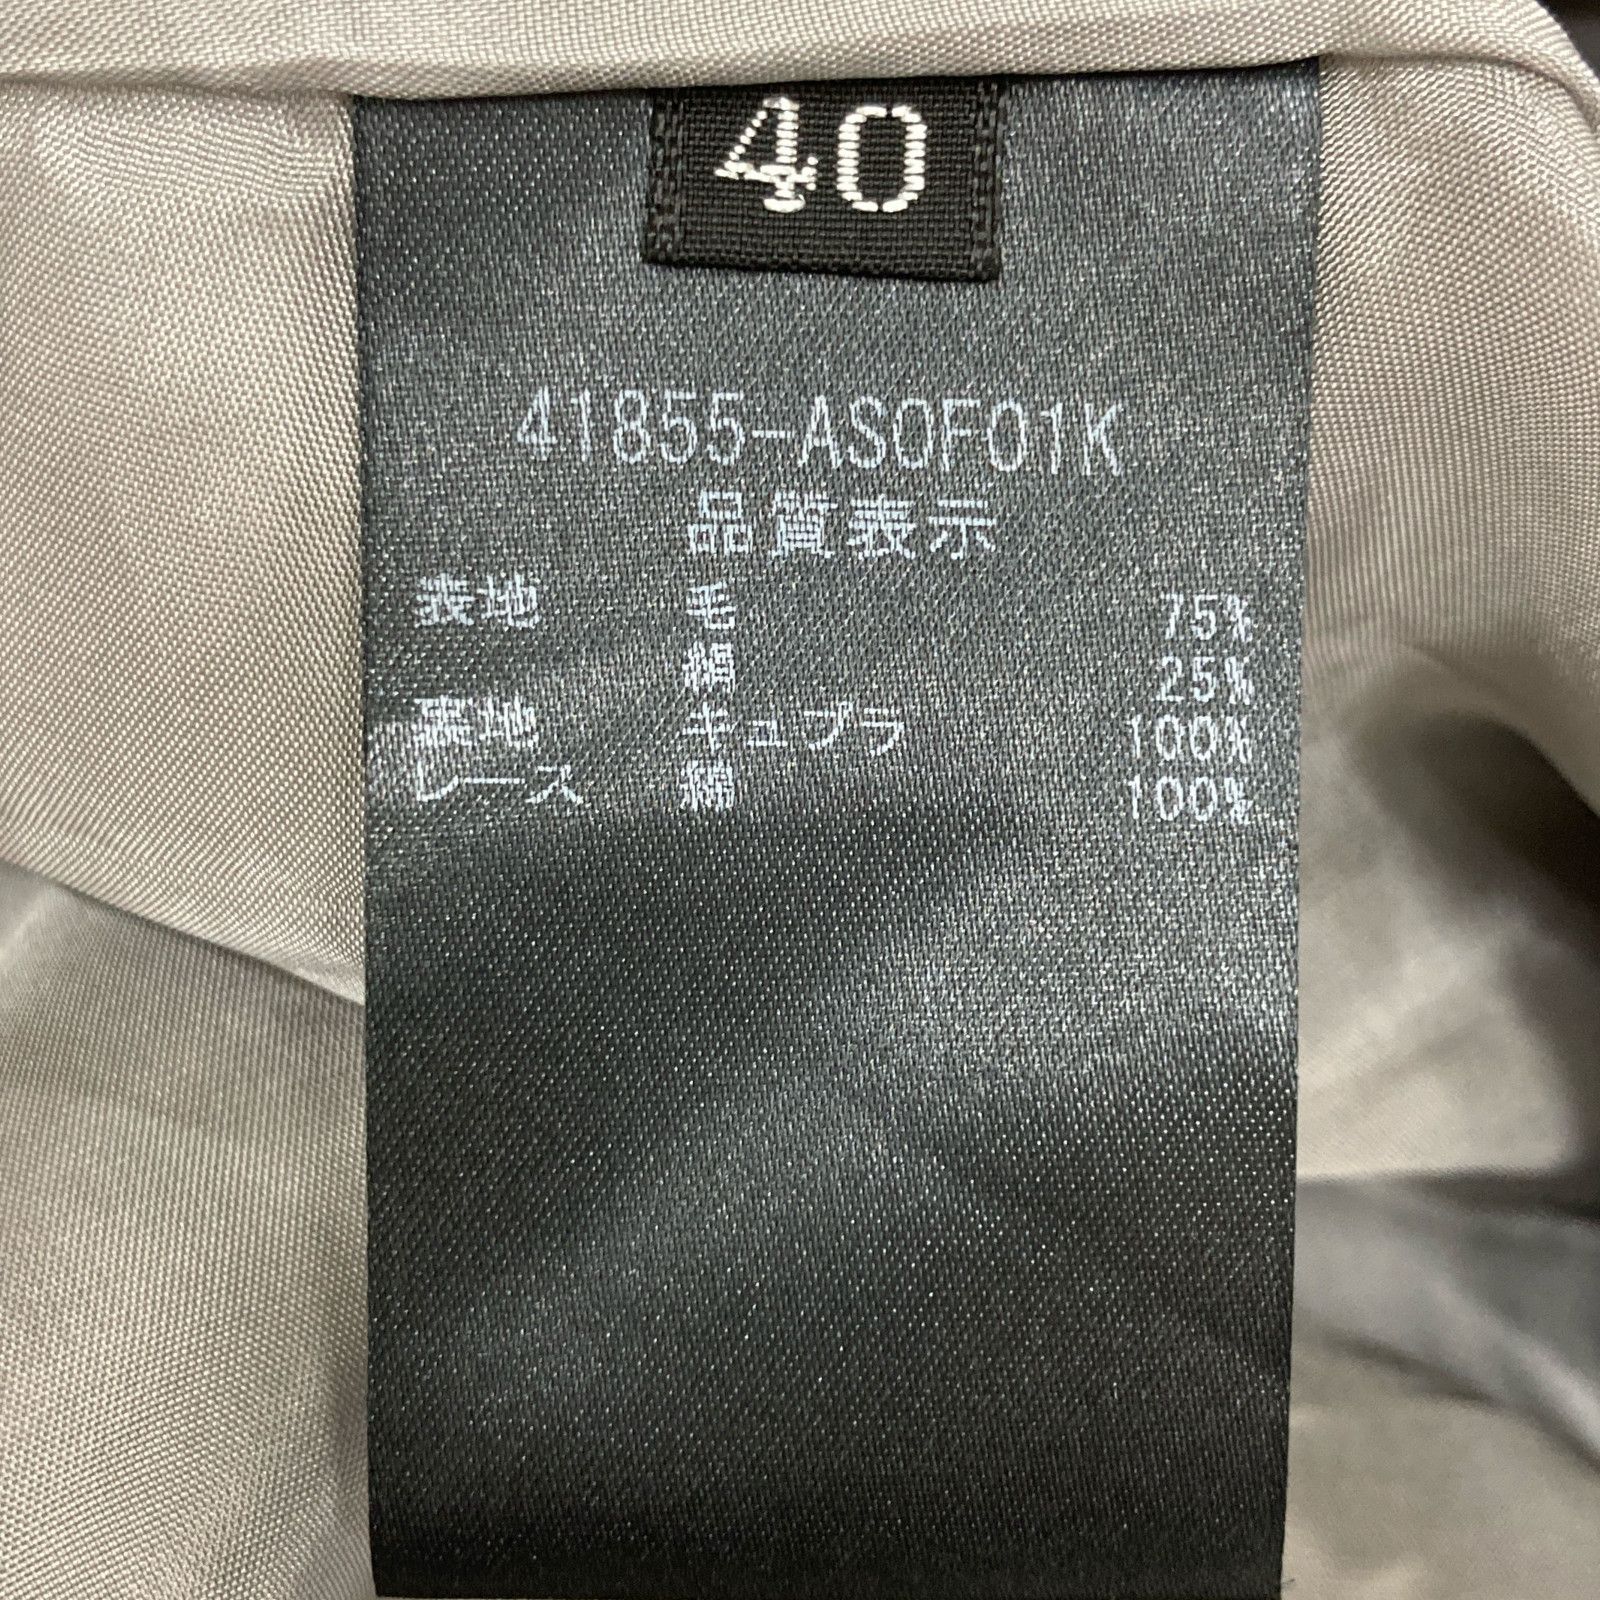 40
41855-AS0F01K
品質表示
表地 毛 75%
絹 25%
裏地 キュプラ 100%
レース 綿 100%